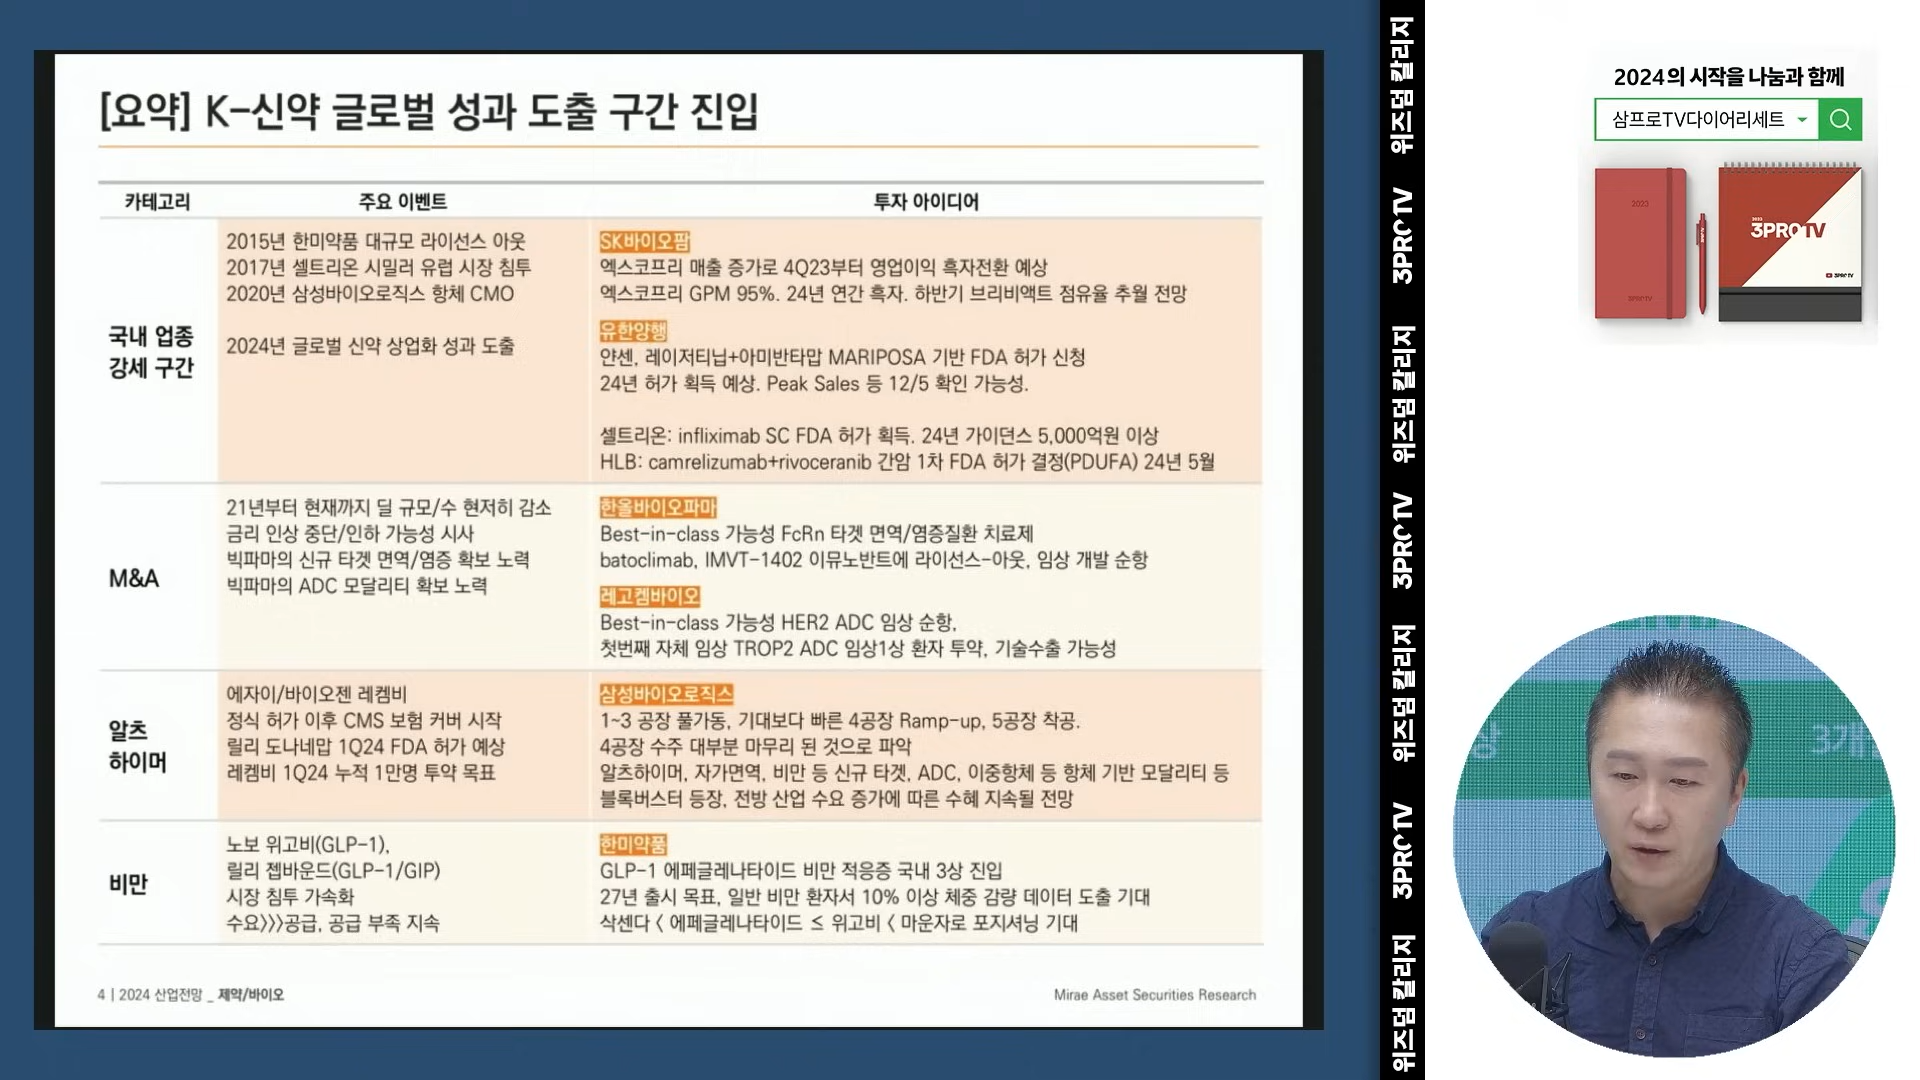 [요약] K-신약 글로벌 성과 도출 구간 진입
카테고리
주요 이벤트
투자 아이디어
국내 업종
강세 구간
2015년 한미약품 대규모 라이선스 아웃
2017년 셀트리온 시밀러 유럽 시장 침투
2020년 삼성바이오로직스 항체 CMO
2024년 글로벌 신약 상업화 성과 도출
SK바이오팜
엑스코프리 매출 증가로 4Q23부터 영업이익 흑자전환 예상
엑스코프리 GPM 95%. 24년 연간 흑자. 하반기 브리비액트 점유율 추월 전망
유한양행
얀센, 레이저티닙+아미반타맙 MARIPOSA 기반 FDA 허가 신청
24년 허가 획득 예상. Peak Sales 등 12/5 확인 가능성.
셀트리온: infliximab SC FDA 허가 획득. 24년 가이던스 5,000억원 이상
HLB: camrelizumab+rivoceranib 간암 1차 FDA 허가 결정(PDUFA) 24년 5월
M&A
21년부터 현재까지 딜 규모/수 현저히 감소
금리 인상 중단/인하 가능성 시사
빅파마의 신규 타겟 면역/염증 확보 노력
빅파마의 ADC 모달리티 확보 노력
한올바이오파마
Best-in-class 가능성 FcRn 타겟 면역/염증질환 치료제
batoclimab, IMVT-1402 이뮤노반트에 라이선스-아웃, 임상 개발 순항
레고켐바이오
Best-in-class 가능성 HER2 ADC 임상 순항,
첫번째 자체 임상 TROP2 ADC 임상1상 환자 투약, 기술수출 가능성
알츠
하이머
에자이/바이오젠 레켐비
정식 허가 이후 CMS 보험 커버 시작
릴리 도나네맙 1Q24 FDA 허가 예상
레켐비 1Q24 누적 1만명 투약 목표
삼성바이오로직스
1~3 공장 풀가동, 기대보다 빠른 4공장 Ramp-up, 5공장 착공.
4공장 수주 대부분 마무리 된 것으로 파악
알츠하이머, 자가면역, 비만 등 신규 타겟, ADC, 이중항체 등 항체 기반 모달리티 등
블록버스터 등장, 전방 산업 수요 증가에 따른 수혜 지속될 전망
비만
노보 위고비(GLP-1),
릴리 젭바운드(GLP-1/GIP)
시장 침투 가속화
수요>>>공급, 공급 부족 지속
한미약품
GLP-1 에페글레나타이드 비만 적응증 국내 3상 진입
27년 출시 목표, 일반 비만 환자서 10% 이상 체중 감량 데이터 도출 기대
삭센다 < 에페글레나타이드 ≤ 위고비 < 마운자로 포지셔닝 기대
4 | 2024 산업전망 _ 제약/바이오
Mirae Asset Securities Research
위즈덤 칼리지
3PROTV
위즈덤 칼리지
3PROTV
위즈덤 칼리지
3PROTV
위즈덤 칼리지
2024의 시작을 나눔과 함께
삼프로TV다이어리세트
2023
3PROTV
2023
3PROTV
3PROTV
상
3개